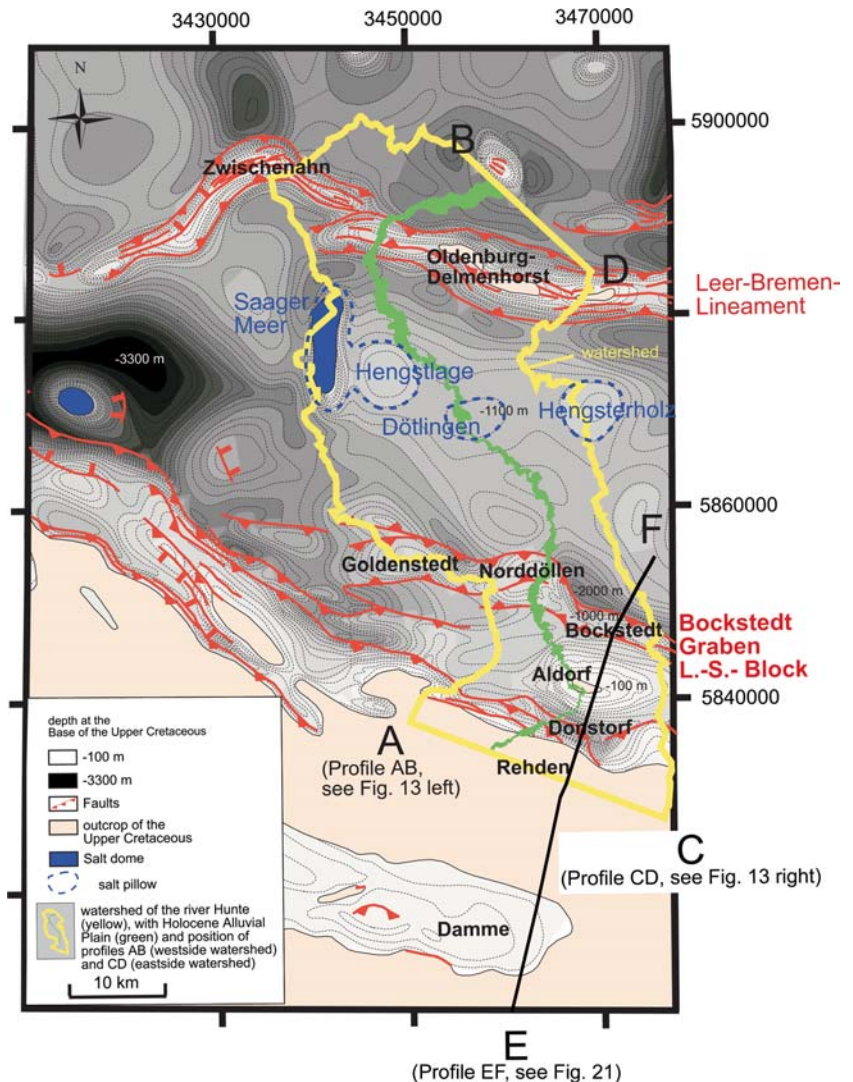 3430000
3450000
3470000
N
5900000
B
Zwischenahn
Oldenburg-
Delmenhorst
D
Leer-Bremen-
Lineament
Saager
Meer
watershed
-3300 m
Hengstlage
-1100 m
Hengsterholz
Dötlingen
5860000
F
Goldenstedt
Norddöllen
-2000 m
-1000 m
Bockstedt
Bockstedt
Graben
L.-S.- Block
Aldorf
-100 m
5840000
Donstorf
A
(Profile AB,
see Fig. 13 left)
Rehden
C
(Profile CD, see Fig. 13 right)
Damme
depth at the
Base of the Upper Cretaceous
-100 m
-3300 m
Faults
outcrop of the
Upper Cretaceous
Salt dome
salt pillow
watershed of the river Hunte
(yellow), with Holocene Alluvial
Plain (green) and position of
profiles AB (westside watershed)
and CD (eastside watershed)
10 km
E
(Profile EF, see Fig. 21)